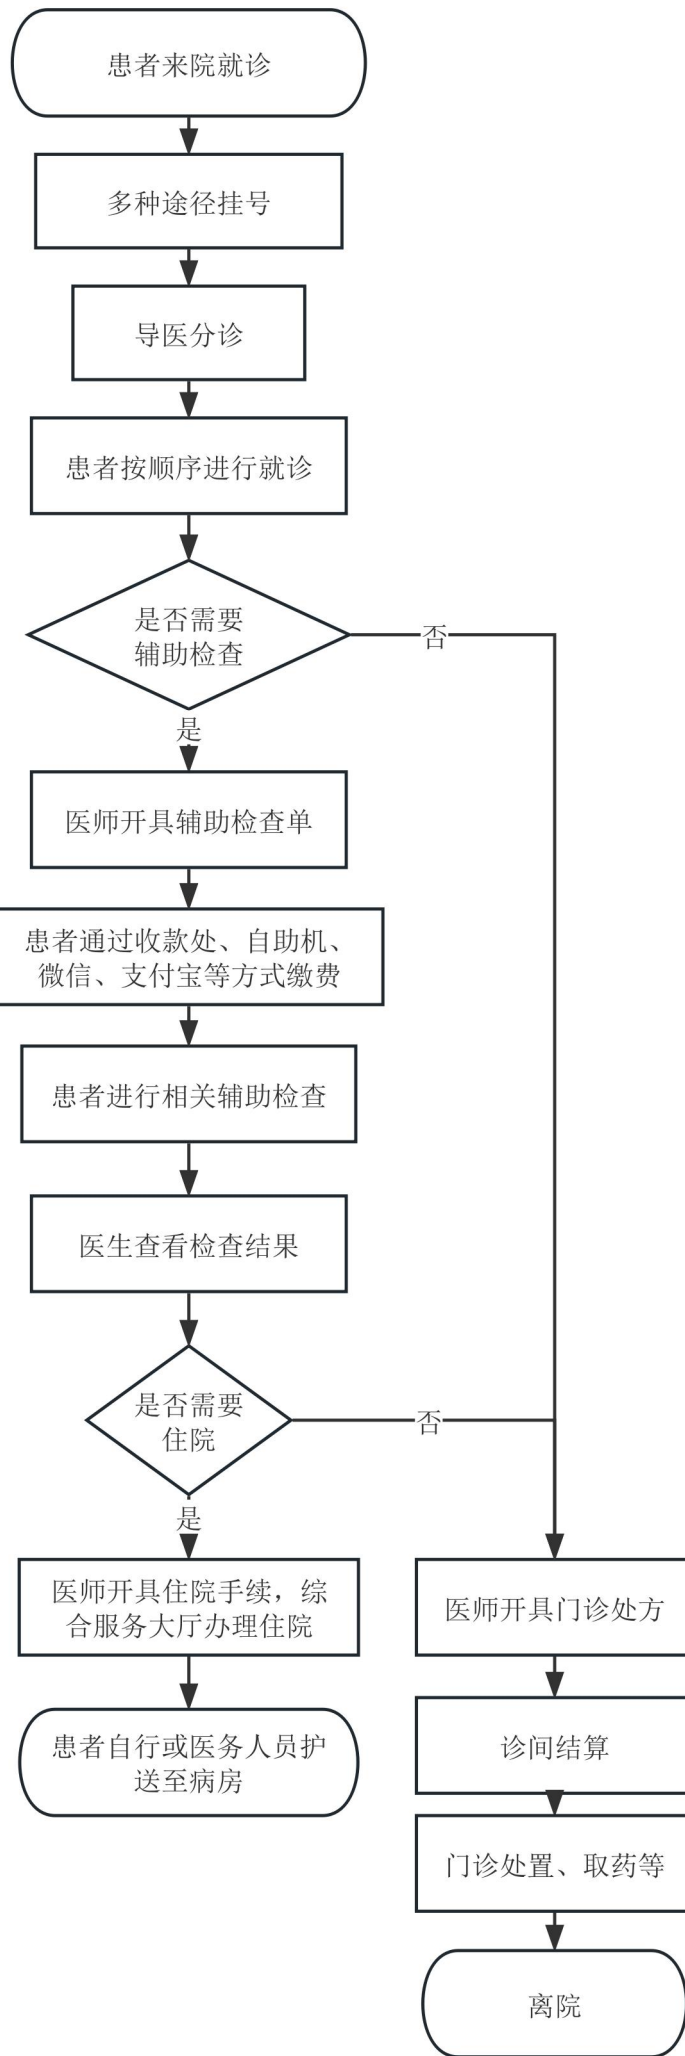 患者来院就诊
多种途径挂号
导医分诊
患者按顺序进行就诊
是否需要
辅助检查
否
是
医师开具辅助检查单
患者通过收款处、自助机、
微信、支付宝等方式缴费
患者进行相关辅助检查
医生查看检查结果
是否需要
住院
否
是
医师开具住院手续，综
合服务大厅办理住院
患者自行或医务人员护
送至病房
医师开具门诊处方
诊间结算
门诊处置、取药等
离院